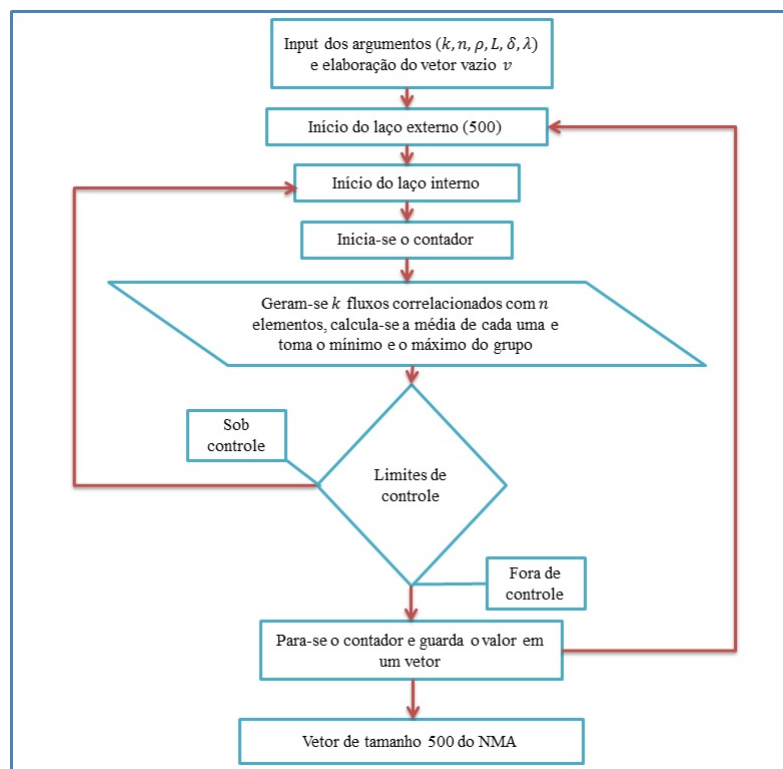 Input dos argumentos (k, n, ρ, L, δ, λ)
e elaboração do vetor vazio v
Início do laço externo (500)
Início do laço interno
Inicia-se o contador
Geram-se k fluxos correlacionados com n
elementos, calcula-se a média de cada uma e
toma o mínimo e o máximo do grupo
Sob
controle
Limites de
controle
Fora de
controle
Para-se o contador e guarda o valor em
um vetor
Vetor de tamanho 500 do NMA